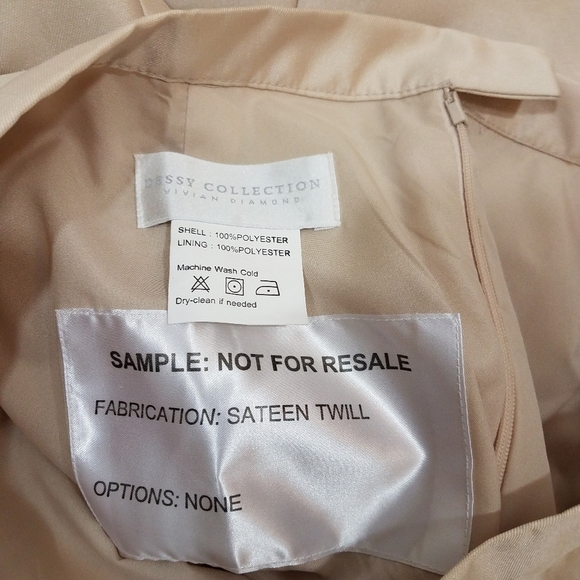 DESSY COLLECTION
VIVIAN DIAMOND
SHELL : 100%POLYESTER
LINING : 100%POLYESTER
Machine Wash Cold
Dry-clean if needed
SAMPLE: NOT FOR RESALE
FABRICATION: SATEEN TWILL
OPTIONS: NONE